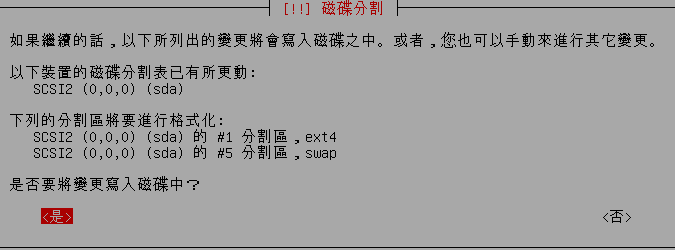 [!!] 磁碟分割
如果繼續的話，以下所列出的變更將會寫入磁碟之中。或者，您也可以手動來進行其它變更。
以下裝置的磁碟分割表已有所更動:
SCSI2 (0,0,0) (sda)
下列的分割區將要進行格式化:
SCSI2 (0,0,0) (sda) 的 #1 分割區，ext4
SCSI2 (0,0,0) (sda) 的 #5 分割區，swap
是否要將變更寫入磁碟中？
<是> <否>